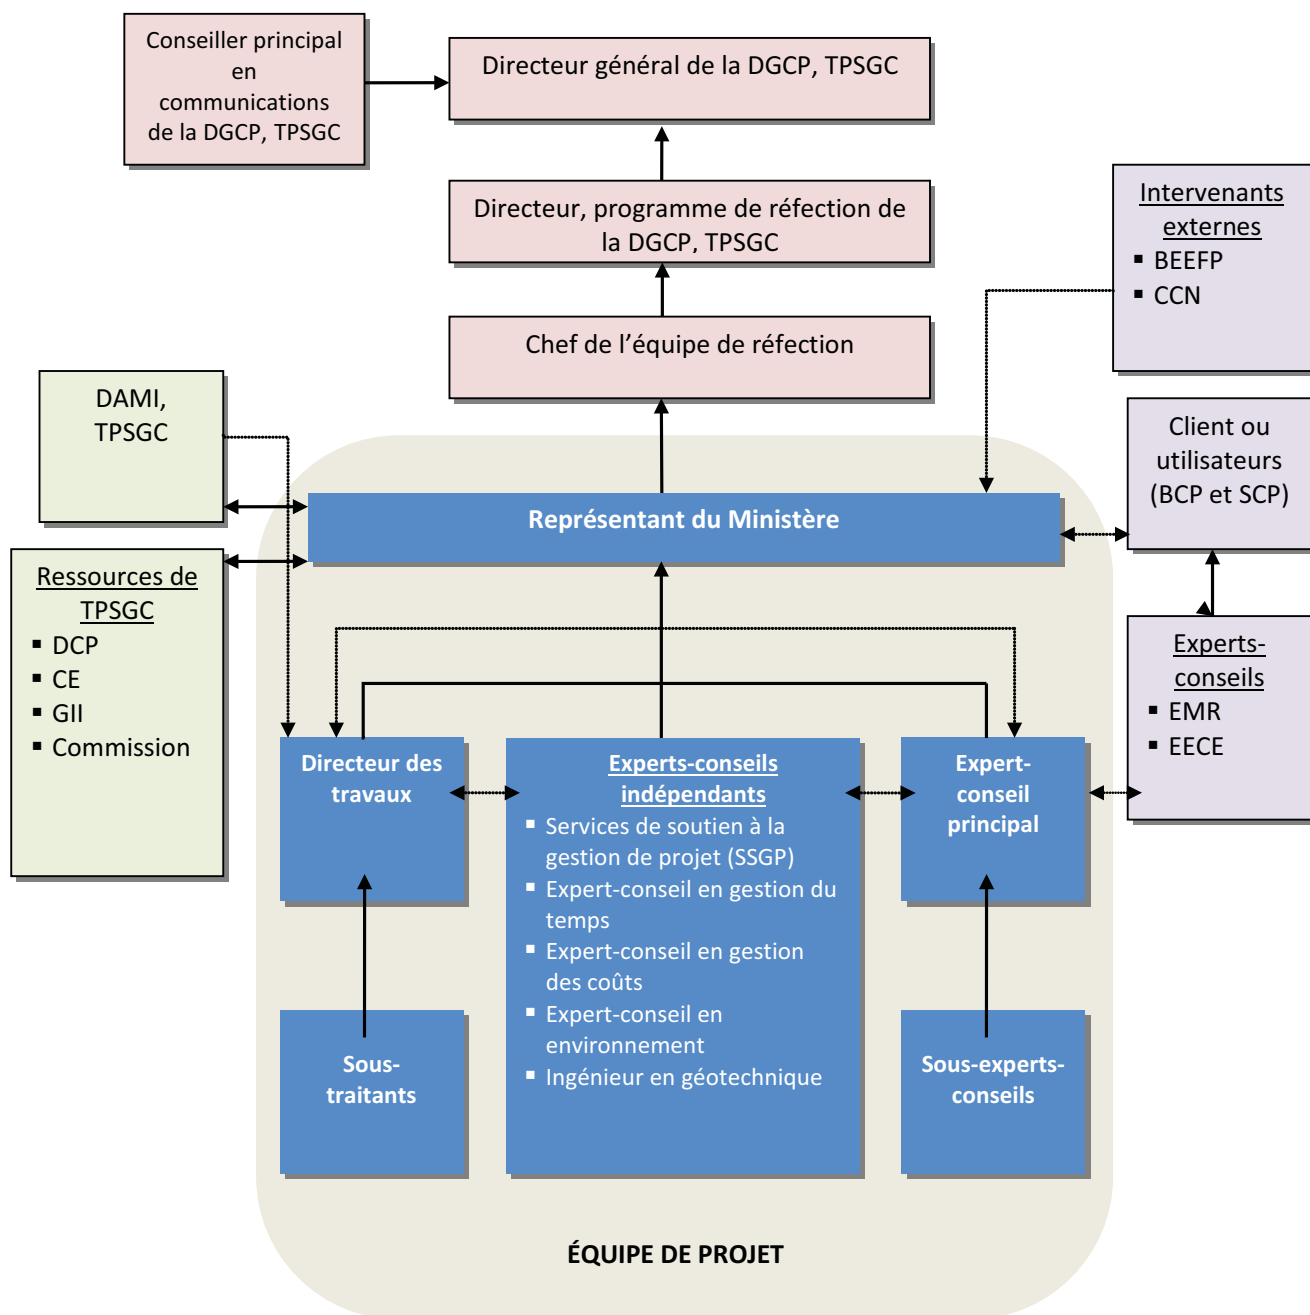 Conseiller principal
en
communications
de la DGCP, TPSGC
Directeur général de la DGCP, TPSGC
Directeur, programme de réfection de
la DGCP, TPSGC
Intervenants
externes
▪ BEEFP
▪ CCN
Chef de l’équipe de réfection
DAMI,
TPSGC
Client ou
utilisateurs
(BCP et SCP)
Représentant du Ministère
Ressources de
TPSGC
▪ DCP
▪ CE
▪ GII
▪ Commission
Experts-
conseils
▪ EMR
▪ EECE
Directeur des
travaux
Experts-conseils
indépendants
▪ Services de soutien à la
gestion de projet (SSGP)
▪ Expert-conseil en gestion du
temps
▪ Expert-conseil en gestion
des coûts
▪ Expert-conseil en
environnement
▪ Ingénieur en géotechnique
Expert-
conseil
principal
Sous-
traitants
Sous-experts-
conseils
ÉQUIPE DE PROJET